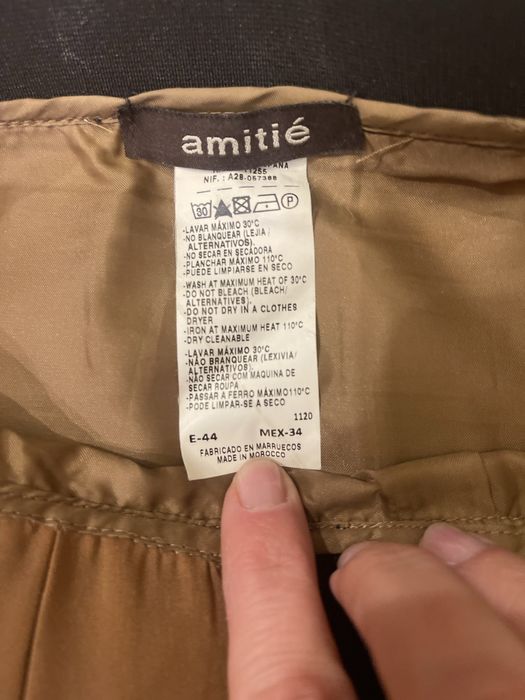 amitié
NIF. : A28-057388
30 P
-LAVAR MÁXIMO 30°C
-NO BLANQUEAR (LEJIA /
ALTERNATIVOS).
-NO SECAR EN SECADORA
-PLANCHAR MÁXIMO 110°C
-PUEDE LIMPIARSE EN SECO
-WASH AT MAXIMUM HEAT OF 30°C
-DO NOT BLEACH (BLEACH/
ALTERNATIVES).
-DO NOT DRY IN A CLOTHES
DRYER
-IRON AT MAXIMUM HEAT 110°C
-DRY CLEANABLE
-LAVAR MÁXIMO 30°C
-NÃO BRANQUEAR (LEXIVIA/
ALTERNATIVOS)
-NÃO SECAR COM MAQUINA DE
SECAR ROUPA
-PASSAR A FERRO MÁXIMO110°C
-PODE LIMPAR-SE A SECO
1120
E-44 MEX-34
FABRICADO EN MARRUECOS
MADE IN MOROCCO